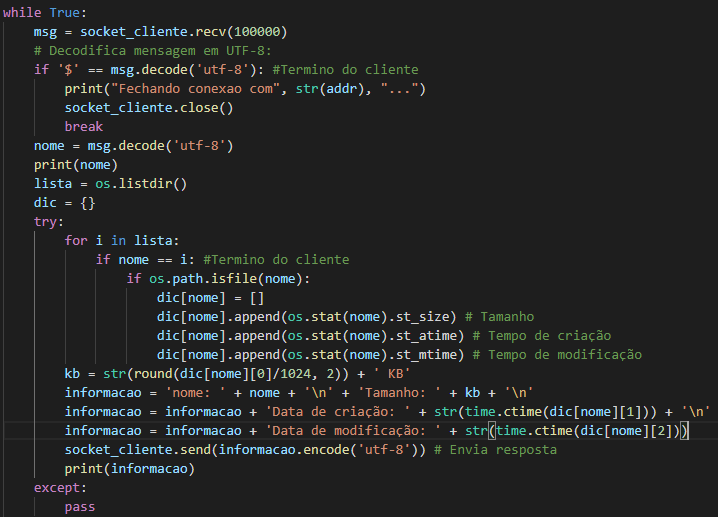 while True:
    msg = socket_cliente.recv(100000)
    # Decodifica mensagem em UTF-8:
    if '$' == msg.decode('utf-8'): #Termino do cliente
        print("Fechando conexao com", str(addr), "...")
        socket_cliente.close()
        break
    nome = msg.decode('utf-8')
    print(nome)
    lista = os.listdir()
    dic = {}
    try:
        for i in lista:
            if nome == i: #Termino do cliente
                if os.path.isfile(nome):
                    dic[nome] = []
                    dic[nome].append(os.stat(nome).st_size) # Tamanho
                    dic[nome].append(os.stat(nome).st_atime) # Tempo de criação
                    dic[nome].append(os.stat(nome).st_mtime) # Tempo de modificação
        kb = str(round(dic[nome][0]/1024, 2)) + ' KB'
        informacao = 'nome: ' + nome + '\n' + 'Tamanho: ' + kb + '\n'
        informacao = informacao + 'Data de criação: ' + str(time.ctime(dic[nome][1])) + '\n'
        informacao = informacao + 'Data de modificação: ' + str(time.ctime(dic[nome][2]))
        socket_cliente.send(informacao.encode('utf-8')) # Envia resposta
        print(informacao)
    except:
        pass